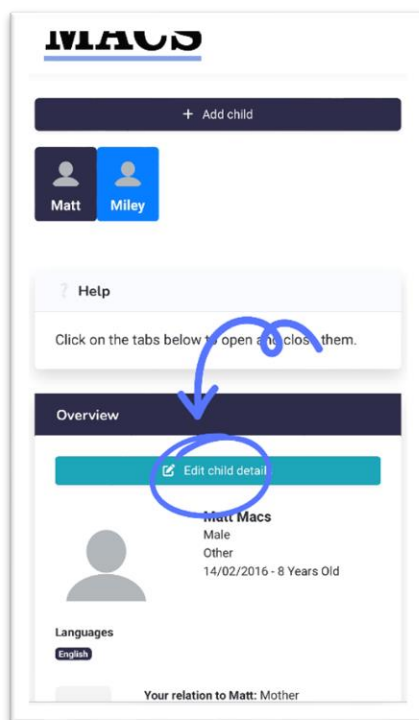 MACS
+ Add child
Matt Miley
? Help
Click on the tabs below to open and close them.
Overview
Edit child details
Matt Macs
Male
Other
14/02/2016 - 8 Years Old
Languages
English
Your relation to Matt: Mother